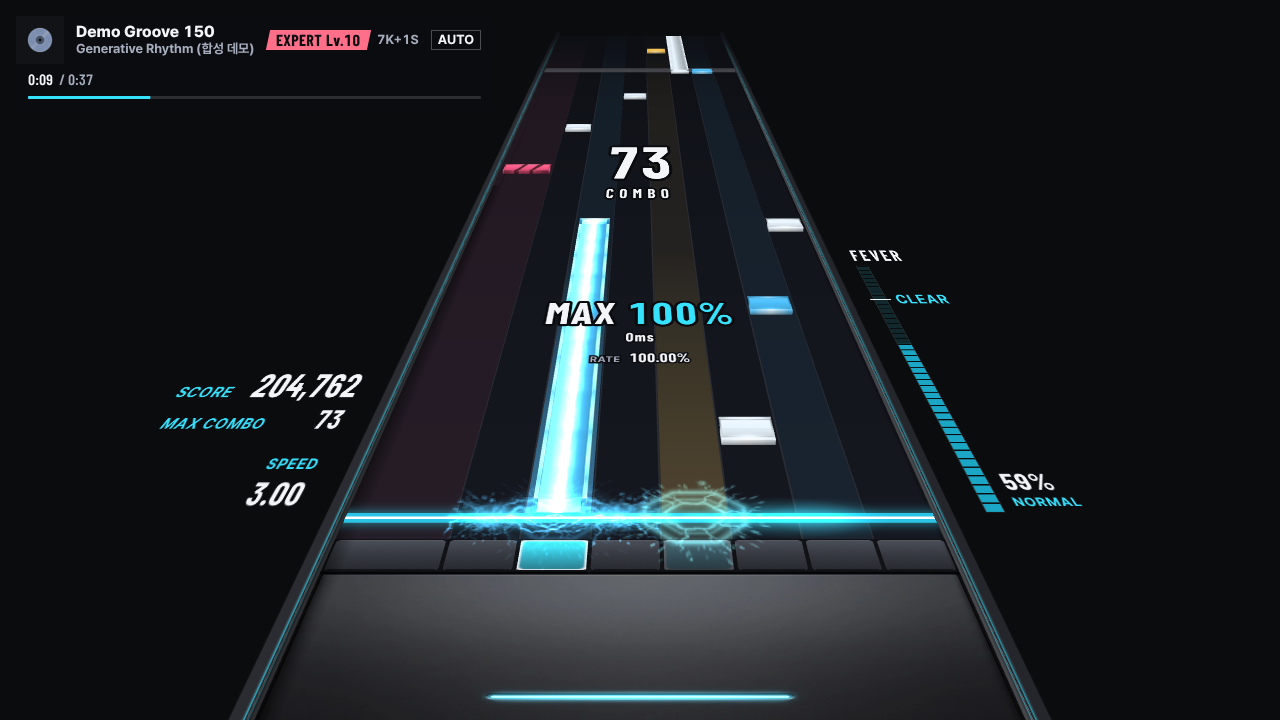 Demo Groove 150
Generative Rhythm (합성 데모)
EXPERT Lv.10
7K+1S
AUTO
0:09 / 0:37
73
COMBO
FEVER
CLEAR
MAX 100%
0ms
RATE 100.00%
SCORE 204,762
MAX COMBO 73
SPEED
3.00
59%
NORMAL